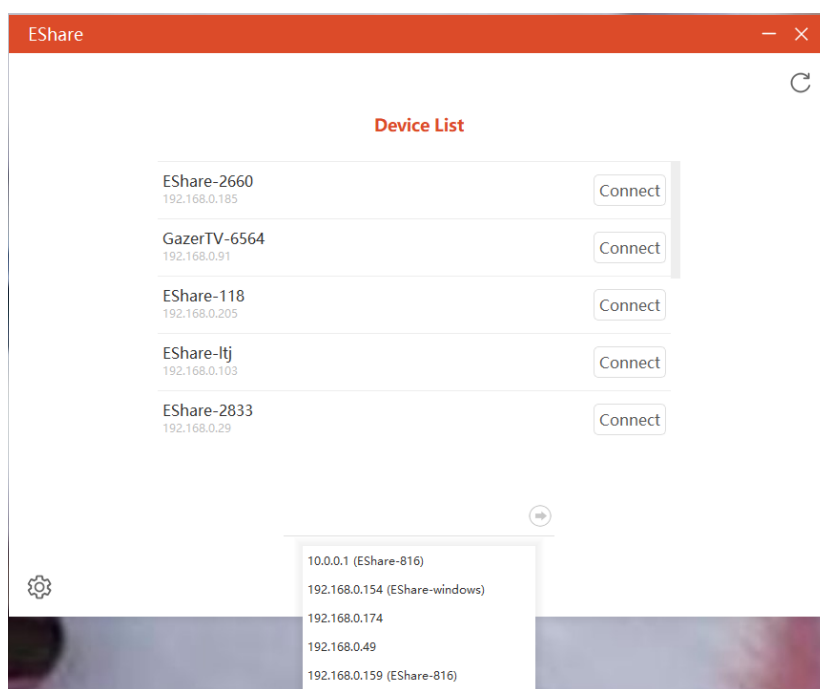 EShare
Device List
EShare-2660
192.168.0.185
Connect
GazerTV-6564
192.168.0.91
Connect
EShare-118
192.168.0.205
Connect
EShare-ltj
192.168.0.103
Connect
EShare-2833
192.168.0.29
Connect
10.0.0.1 (EShare-816)
192.168.0.154 (EShare-windows)
192.168.0.174
192.168.0.49
192.168.0.159 (EShare-816)